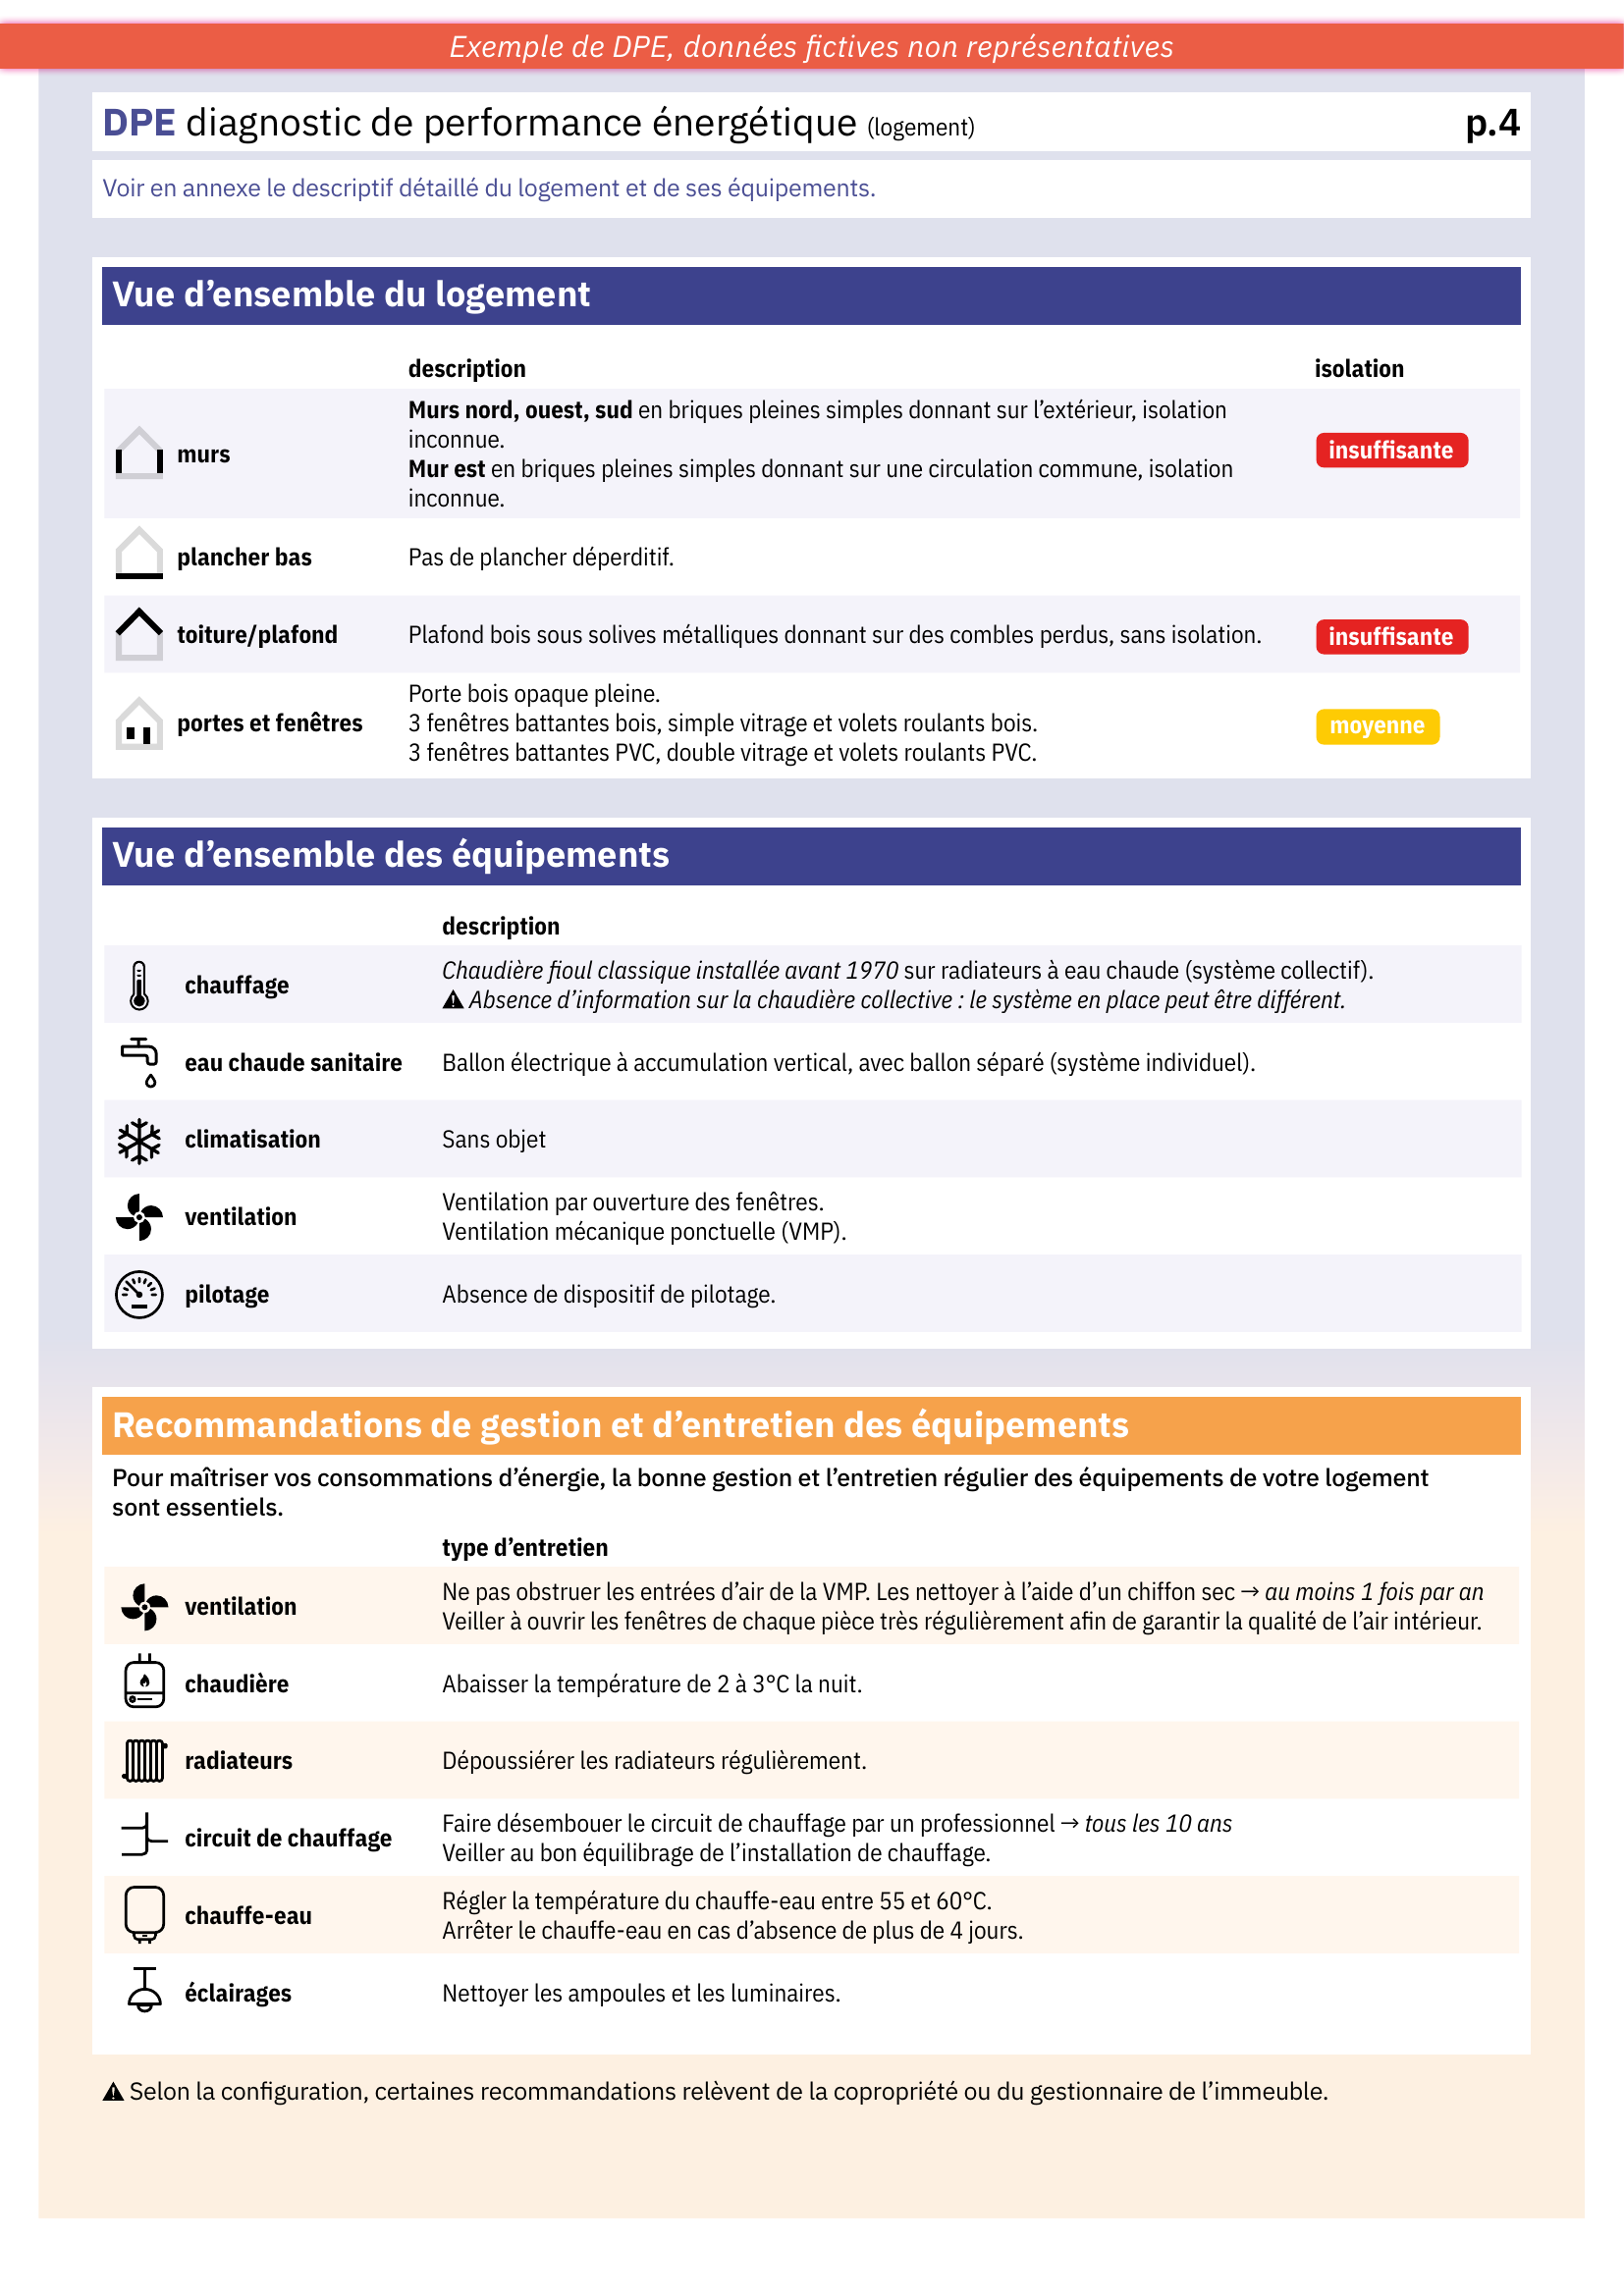 Exemple de DPE, données fictives non représentatives
DPE diagnostic de performance énergétique (logement) p.4
Voir en annexe le descriptif détaillé du logement et de ses équipements.
Vue d’ensemble du logement
description isolation
murs
Murs nord, ouest, sud en briques pleines simples donnant sur l’extérieur, isolation
inconnue.
Mur est en briques pleines simples donnant sur une circulation commune, isolation
inconnue.
insuffisante
plancher bas Pas de plancher déperditif.
toiture/plafond Plafond bois sous solives métalliques donnant sur des combles perdus, sans isolation. insuffisante
portes et fenêtres
Porte bois opaque pleine.
3 fenêtres battantes bois, simple vitrage et volets roulants bois.
3 fenêtres battantes PVC, double vitrage et volets roulants PVC.
moyenne
Vue d’ensemble des équipements
description
chauffage
Chaudière fioul classique installée avant 1970 sur radiateurs à eau chaude (système collectif).
⚠ Absence d’information sur la chaudière collective : le système en place peut être différent.
eau chaude sanitaire Ballon électrique à accumulation vertical, avec ballon séparé (système individuel).
climatisation Sans objet
ventilation
Ventilation par ouverture des fenêtres.
Ventilation mécanique ponctuelle (VMP).
pilotage Absence de dispositif de pilotage.
Recommandations de gestion et d’entretien des équipements
Pour maîtriser vos consommations d’énergie, la bonne gestion et l’entretien régulier des équipements de votre logement
sont essentiels.
type d’entretien
ventilation
Ne pas obstruer les entrées d’air de la VMP. Les nettoyer à l’aide d’un chiffon sec → au moins 1 fois par an
Veiller à ouvrir les fenêtres de chaque pièce très régulièrement afin de garantir la qualité de l’air intérieur.
chaudière Abaisser la température de 2 à 3°C la nuit.
radiateurs Dépoussiérer les radiateurs régulièrement.
circuit de chauffage
Faire désembouer le circuit de chauffage par un professionnel → tous les 10 ans
Veiller au bon équilibrage de l’installation de chauffage.
chauffe-eau
Régler la température du chauffe-eau entre 55 et 60°C.
Arrêter le chauffe-eau en cas d’absence de plus de 4 jours.
éclairages Nettoyer les ampoules et les luminaires.
⚠ Selon la configuration, certaines recommandations relèvent de la copropriété ou du gestionnaire de l’immeuble.